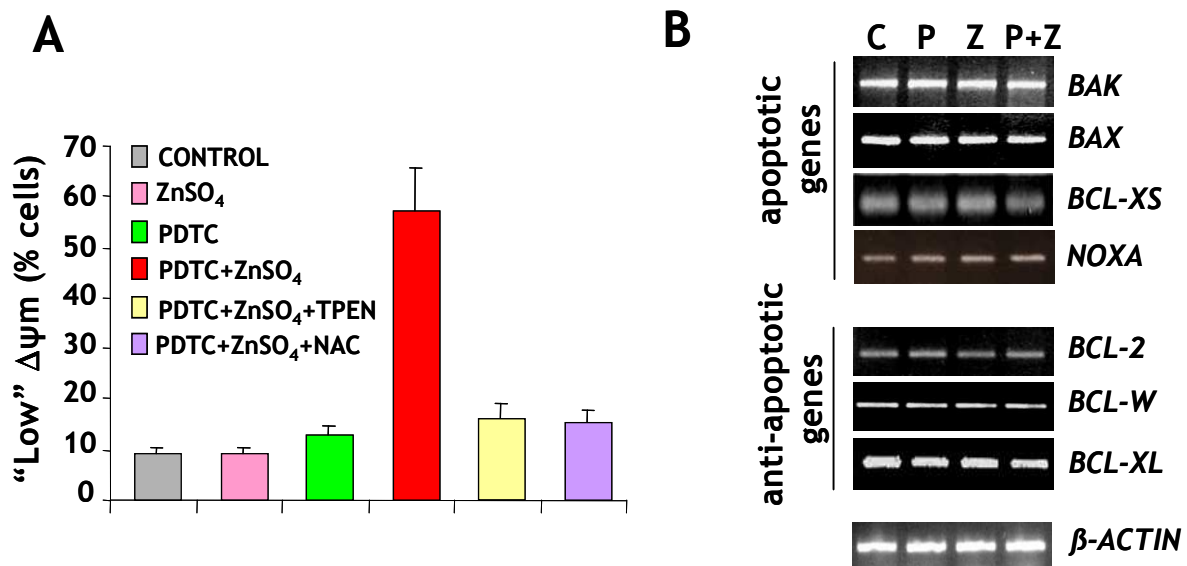 A
"Low" Δψm (% cells)
70
60
50
40
30
20
10
0
CONTROL
ZnSO₄
PDTC
PDTC+ZnSO₄
PDTC+ZnSO₄+TPEN
PDTC+ZnSO₄+NAC
B
C P Z P+Z
apoptotic
genes
BAK
BAX
BCL-XS
NOXA
anti-apoptotic
genes
BCL-2
BCL-W
BCL-XL
β-ACTIN